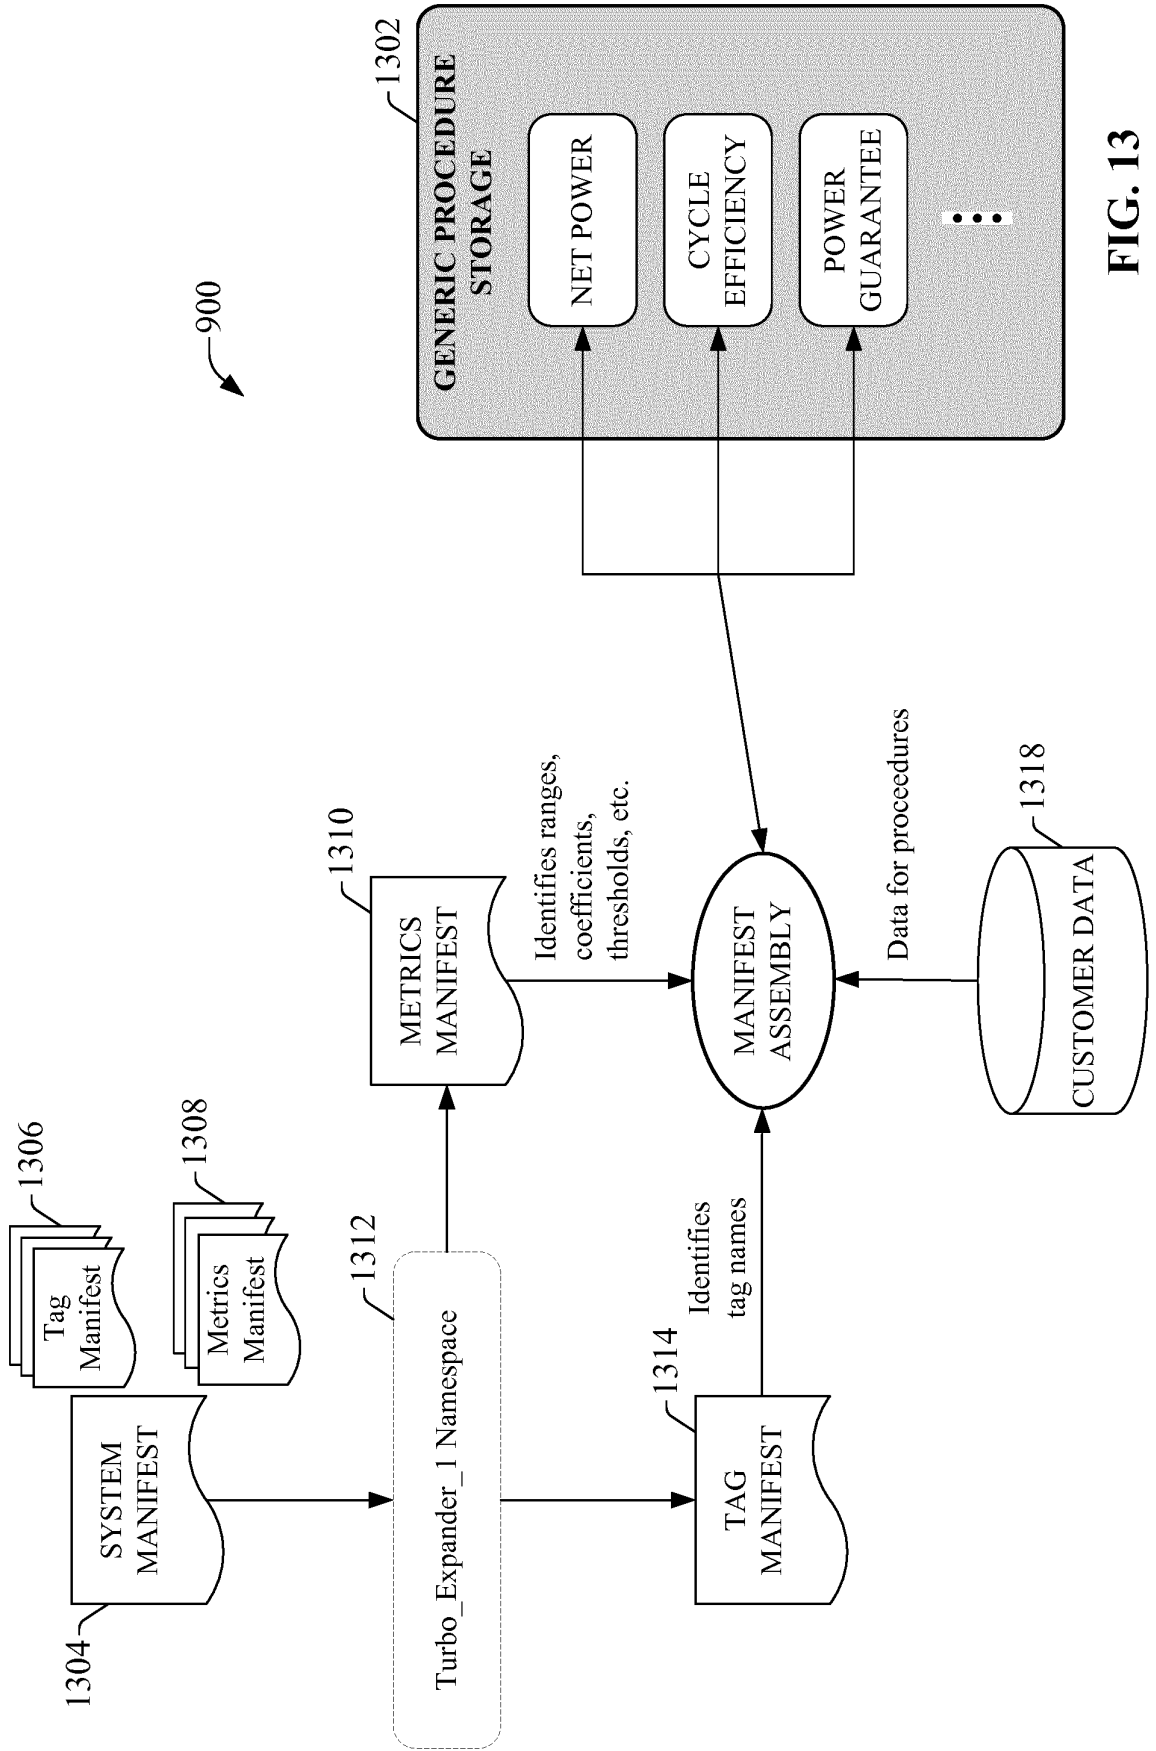 900
1306
Tag
Manifest
1308
Metrics
Manifest
1304
SYSTEM
MANIFEST
1312
Turbo_Expander_1 Namespace
1310
METRICS
MANIFEST
Identifies ranges,
coefficients,
thresholds, etc.
1314
TAG
MANIFEST
Identifies
tag names
MANIFEST
ASSEMBLY
Data for proceedures
1318
CUSTOMER DATA
1302
GENERIC PROCEDURE
STORAGE
NET POWER
CYCLE
EFFICIENCY
POWER
GUARANTEE
FIG. 13